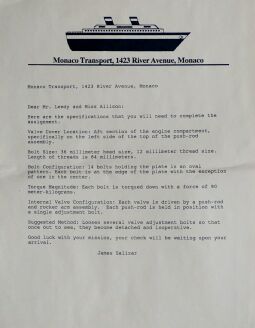 Monaco Transport, 1423 River Avenue, Monaco
Monaco Transport, 1423 River Avenue, Monaco
Dear Mr. Leedy and Miss Allison:
Here are the specifications that you will need to complete the
assignment.
Valve Cover Location: Aft section of the engine compartment,
specifically on the left side of the top of the push-rod
assembly.
Bolt Size: 36 millimeter head size, 12 millimeter thread size.
Length of threads is 64 millimeters.
Bolt Configuration: 14 bolts holding the plate in an oval
pattern. Each bolt is at the edge of the plate with the exception
of one in the center.
Torque Magnitude: Each bolt is torqued down with a force of 90
meter-kilograms.
Internal Valve Configuration: Each valve is driven by a push-rod
and rocker arm assembly. Each push-rod is held in position with
a single adjustment bolt.
Suggested Method: Loosen several valve adjustment bolts so that
once out to sea, they become detached and inoperative.
Good luck with your mission, your check will be waiting upon your
arrival.
James